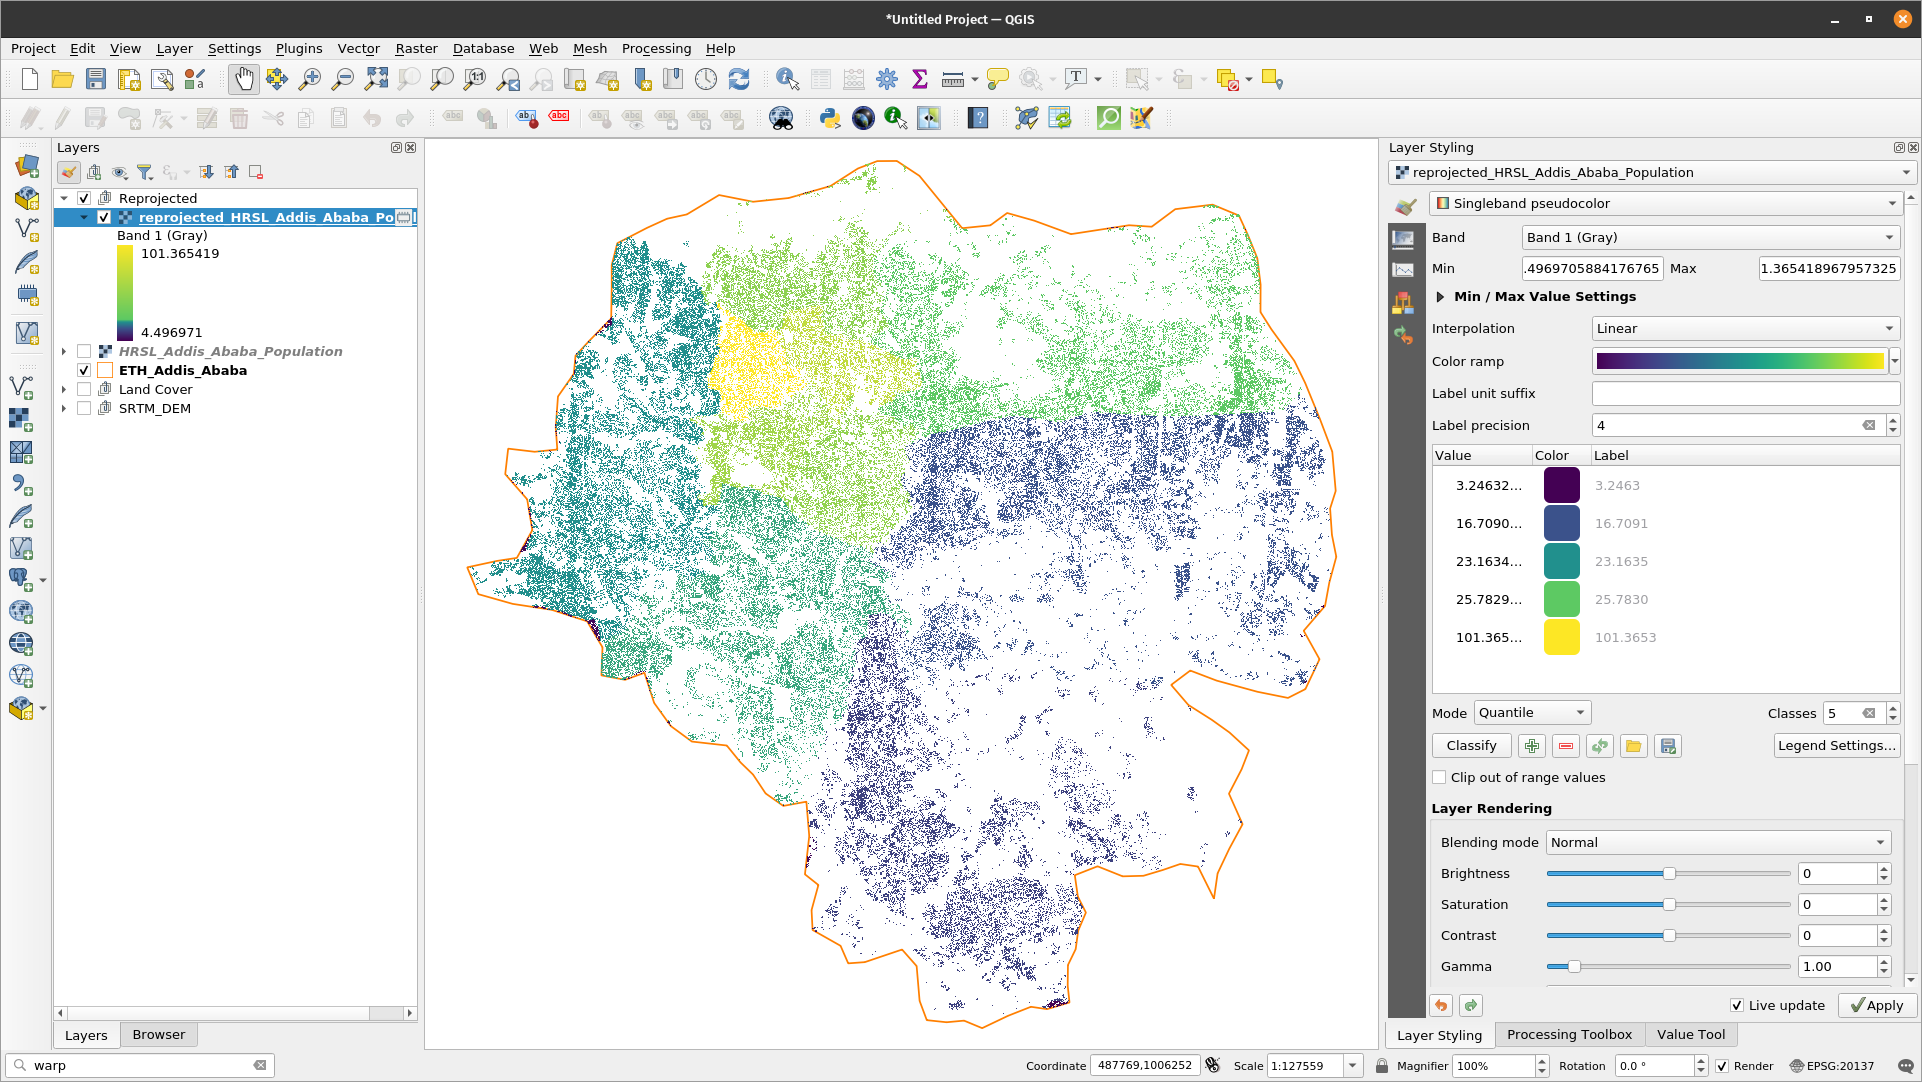 *Untitled Project — QGIS
Project Edit View Layer Settings Plugins Vector Raster Database Web Mesh Processing Help
Layers
Reprojected
reprojected_HRSL_Addis_Ababa_Po
Band 1 (Gray)
101.365419
4.496971
HRSL_Addis_Ababa_Population
ETH_Addis_Ababa
Land Cover
SRTM_DEM
Layers Browser
warp
Layer Styling
reprojected_HRSL_Addis_Ababa_Population
Singleband pseudocolor
Band Band 1 (Gray)
Min .4969705884176765 Max 1.365418967957325
Min / Max Value Settings
Interpolation Linear
Color ramp
Label unit suffix
Label precision 4
Value Color Label
3.24632... 3.2463
16.7090... 16.7091
23.1634... 23.1635
25.7829... 25.7830
101.365... 101.3653
Mode Quantile Classes 5
Classify Legend Settings...
Clip out of range values
Layer Rendering
Blending mode Normal
Brightness 0
Saturation 0
Contrast 0
Gamma 1.00
Live update Apply
Layer Styling Processing Toolbox Value Tool
Coordinate 487769,1006252 Scale 1:127559 Magnifier 100% Rotation 0.0 ° Render EPSG:20137